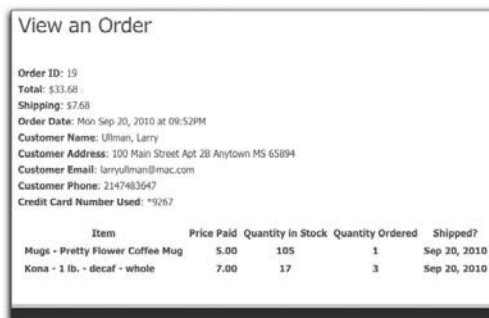 View an Order
Order ID: 19
Total: $33.68
Shipping: $7.68
Order Date: Mon Sep 20, 2010 at 09:52PM
Customer Name: Ullman, Larry
Customer Address: 100 Main Street Apt 2B Anytown MS 65894
Customer Email: larryullman@mac.com
Customer Phone: 2147483647
Credit Card Number Used: *9267
Item Price Paid Quantity in Stock Quantity Ordered Shipped?
Mugs - Pretty Flower Coffee Mug 5.00 105 1 Sep 20, 2010
Kona - 1 lb. - decaf - whole 7.00 17 3 Sep 20, 2010